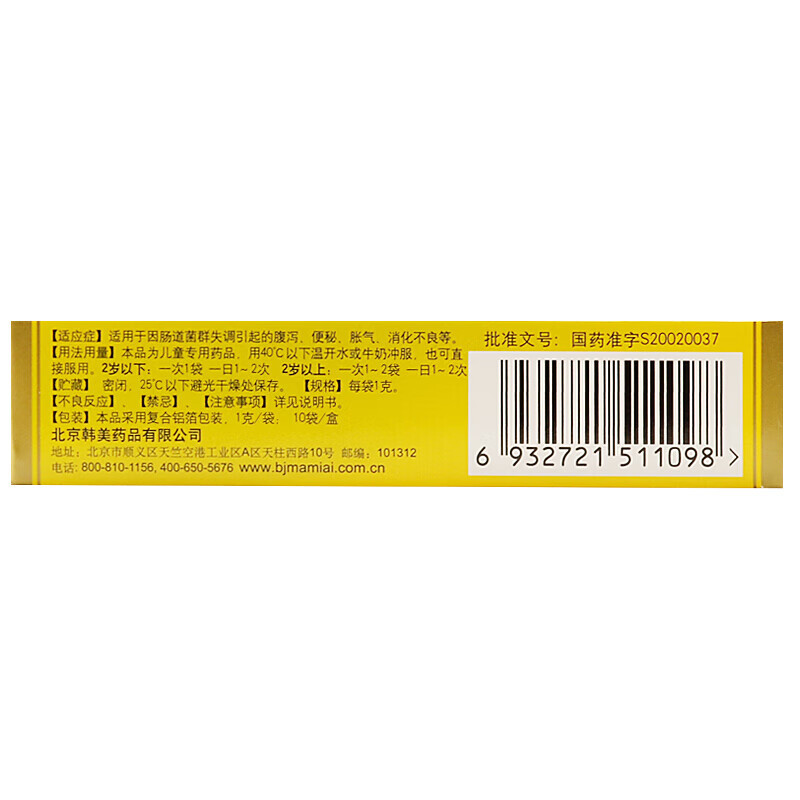 【适应症】适用于因肠道菌群失调引起的腹泻，便秘，胀气，消化不良等。
【用法用量】本品为儿童专用药品，用40℃以下温开水或牛奶冲服，也可直
接服用。2岁以下：一次1袋 一日1~2次 2岁以上：一次1~2袋 一日1~2次
【贮藏】 密闭，25℃以下避光干燥处保存。 【规格】每袋1克。
【不良反应】、【禁忌】、【注意事项】详见说明书。
【包装】本品采用复合铝箔包装，1克/袋；10袋/盒
北京韩美药品有限公司
地址：北京市顺义区天竺空港工业区A区天柱西路10号 邮编：101312
电话: 800-810-1156, 400-650-5676 www.bjmamiai.com.cn
批准文号：国药准字S20020037
6 932721 511098 >